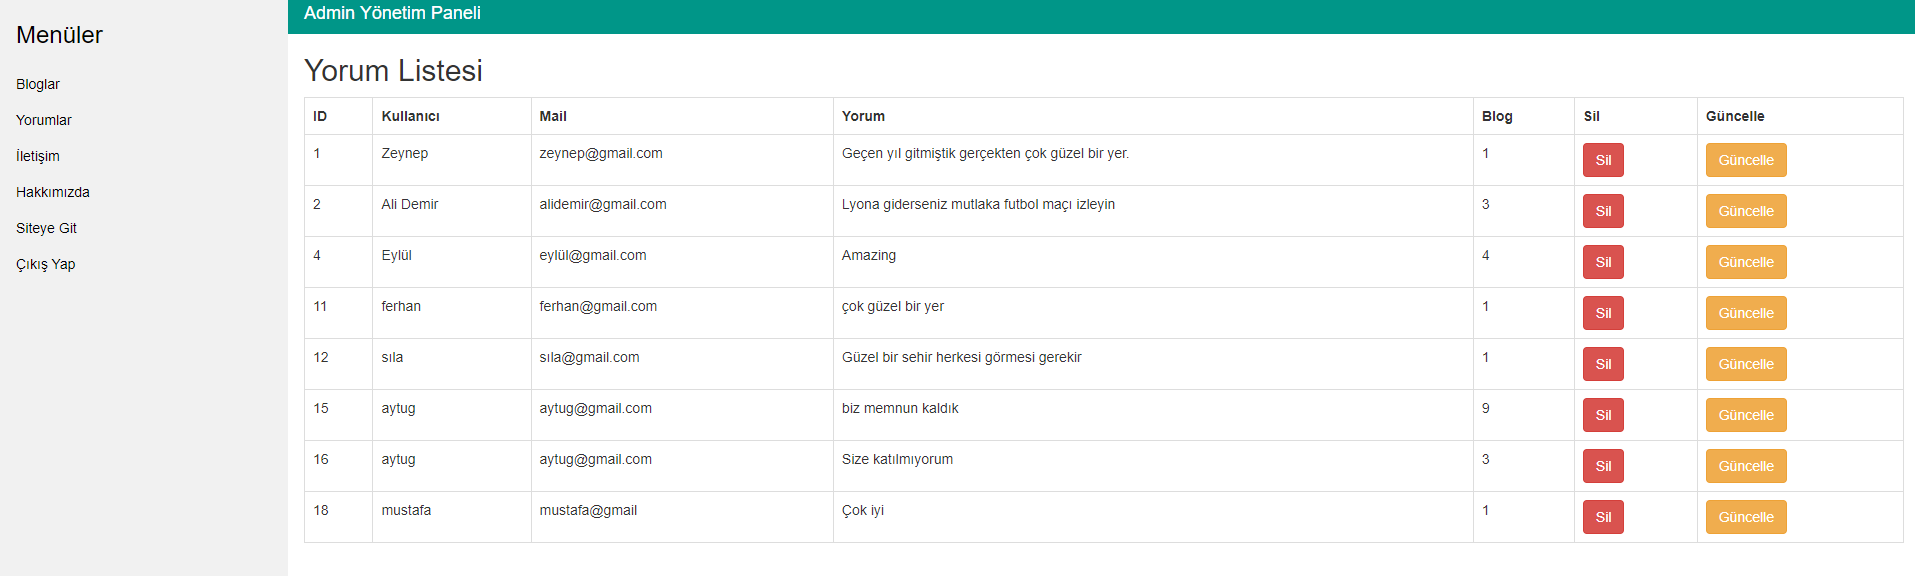 Admin Yönetim Paneli
Menüler
Bloglar
Yorumlar
İletişim
Hakkımızda
Siteye Git
Çıkış Yap
Yorum Listesi
ID Kullanıcı Mail Yorum Blog Sil Güncelle
1 Zeynep zeynep@gmail.com Geçen yıl gitmiştik gerçekten çok güzel bir yer. 1 Sil Güncelle
2 Ali Demir alidemir@gmail.com Lyona giderseniz mutlaka futbol maçı izleyin 3 Sil Güncelle
4 Eylül eylül@gmail.com Amazing 4 Sil Güncelle
11 ferhan ferhan@gmail.com çok güzel bir yer 1 Sil Güncelle
12 sıla sıla@gmail.com Güzel bir sehir herkesi görmesi gerekir 1 Sil Güncelle
15 aytug aytug@gmail.com biz memnun kaldık 9 Sil Güncelle
16 aytug aytug@gmail.com Size katılmıyorum 3 Sil Güncelle
18 mustafa mustafa@gmail Çok iyi 1 Sil Güncelle